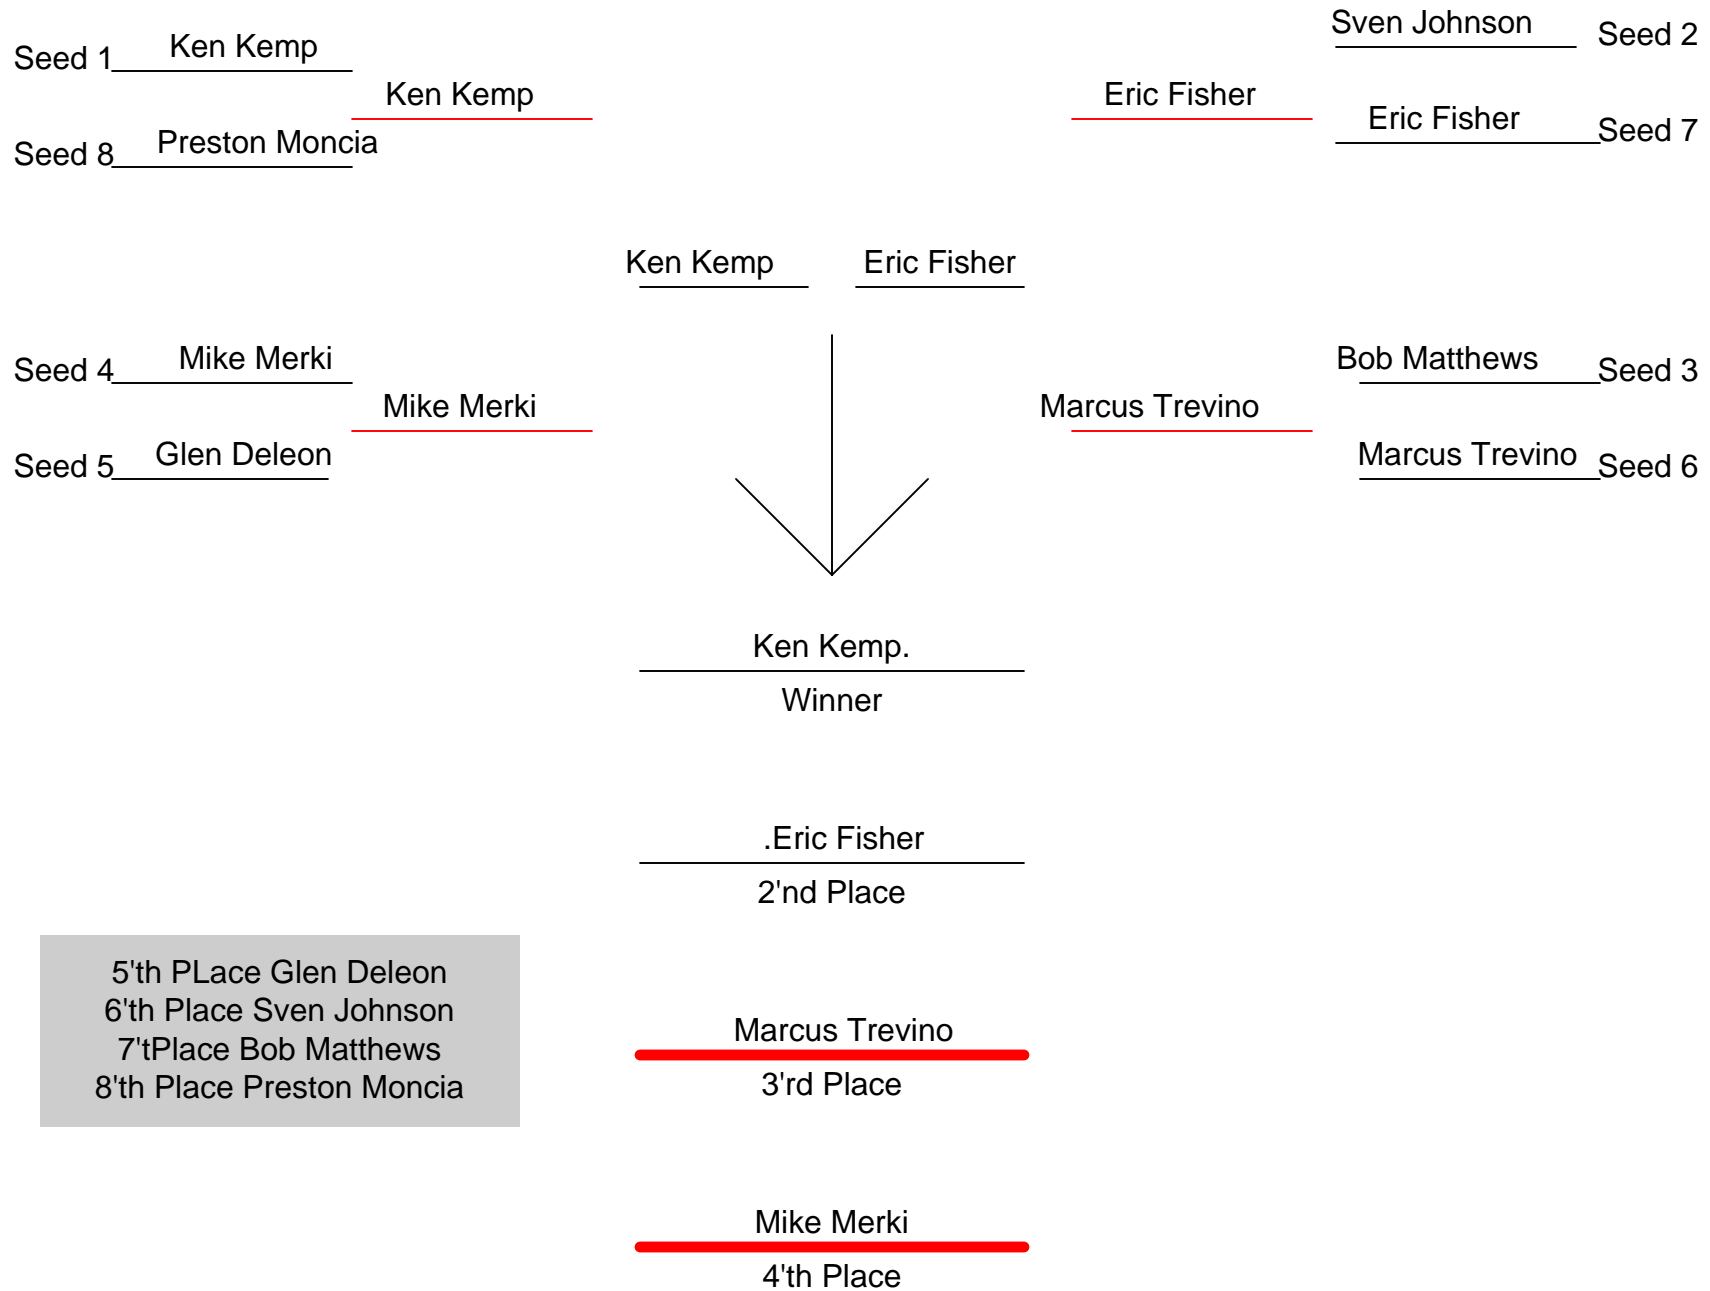 Seed 1 Ken Kemp
Ken Kemp
Seed 8 Preston Moncia
Sven Johnson Seed 2
Eric Fisher
Eric Fisher Seed 7
Ken Kemp Eric Fisher
Seed 4 Mike Merki
Mike Merki
Seed 5 Glen Deleon
Bob Matthews Seed 3
Marcus Trevino
Marcus Trevino Seed 6
Ken Kemp.
Winner
.Eric Fisher
2'nd Place
5'th PLace Glen Deleon
6'th Place Sven Johnson
7'tPlace Bob Matthews
8'th Place Preston Moncia
Marcus Trevino
3'rd Place
Mike Merki
4'th Place